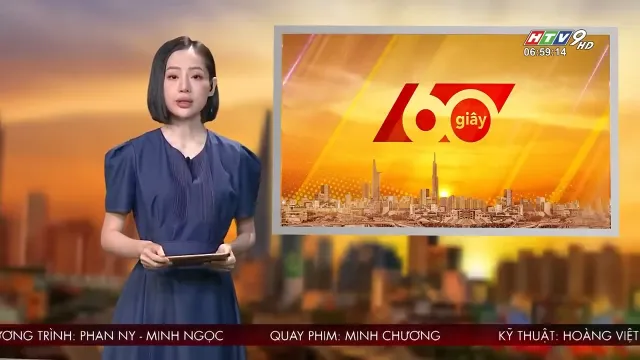 HTV9 HD
06:59:14
60
giây
ƯƠNG TRÌNH: PHAN NY - MINH NGỌC QUAY PHIM: MINH CHƯƠNG KỸ THUẬT: HOÀNG VIỆT